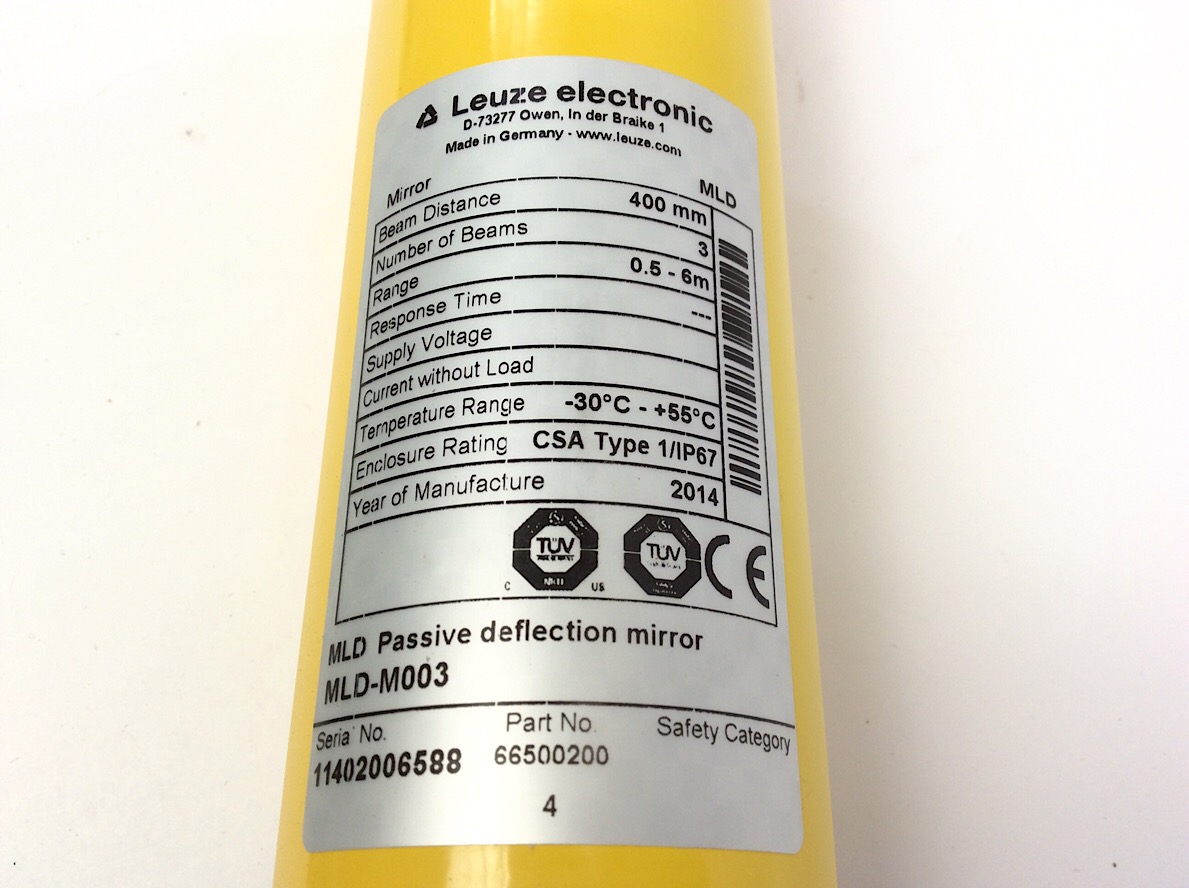 Leuze electronic
D-73277 Owen, In der Braike 1
Made in Germany - www.leuze.com
Mirror MLD
Beam Distance 400 mm
Number of Beams 3
Range 0.5 - 6m
Response Time ---
Supply Voltage
Current without Load
Temperature Range -30°C - +55°C
Enclosure Rating CSA Type 1/IP67
Year of Manufacture 2014
TÜV TÜV CE
C US
MLD Passive deflection mirror
MLD-M003
Serial No. Part No. Safety Category
11402006588 66500200
4